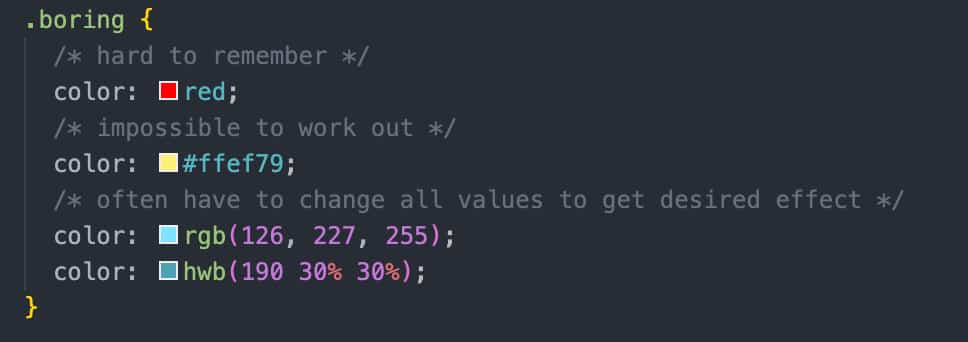 .boring {
/* hard to remember */
color: red;
/* impossible to work out */
color: #ffef79;
/* often have to change all values to get desired effect */
color: rgb(126, 227, 255);
color: hwb(190 30% 30%);
}